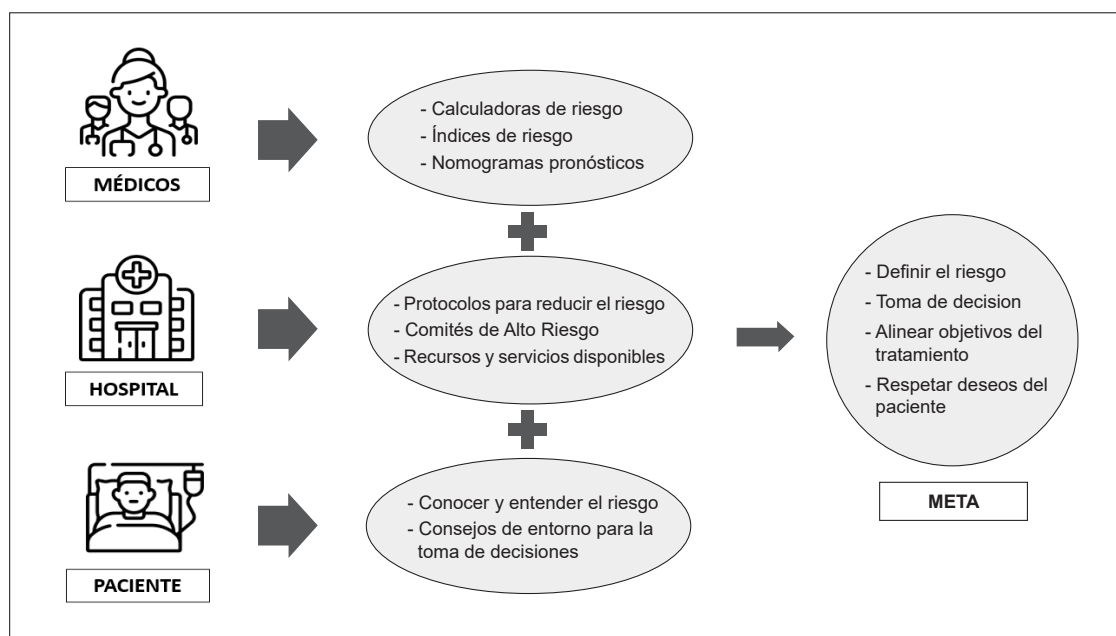 MÉDICOS
- Calculadoras de riesgo
- Índices de riesgo
- Nomogramas pronósticos
HOSPITAL
- Protocolos para reducir el riesgo
- Comités de Alto Riesgo
- Recursos y servicios disponibles
PACIENTE
- Conocer y entender el riesgo
- Consejos de entorno para la
toma de decisiones
- Definir el riesgo
- Toma de decision
- Alinear objetivos del
tratamiento
- Respetar deseos del
paciente
META